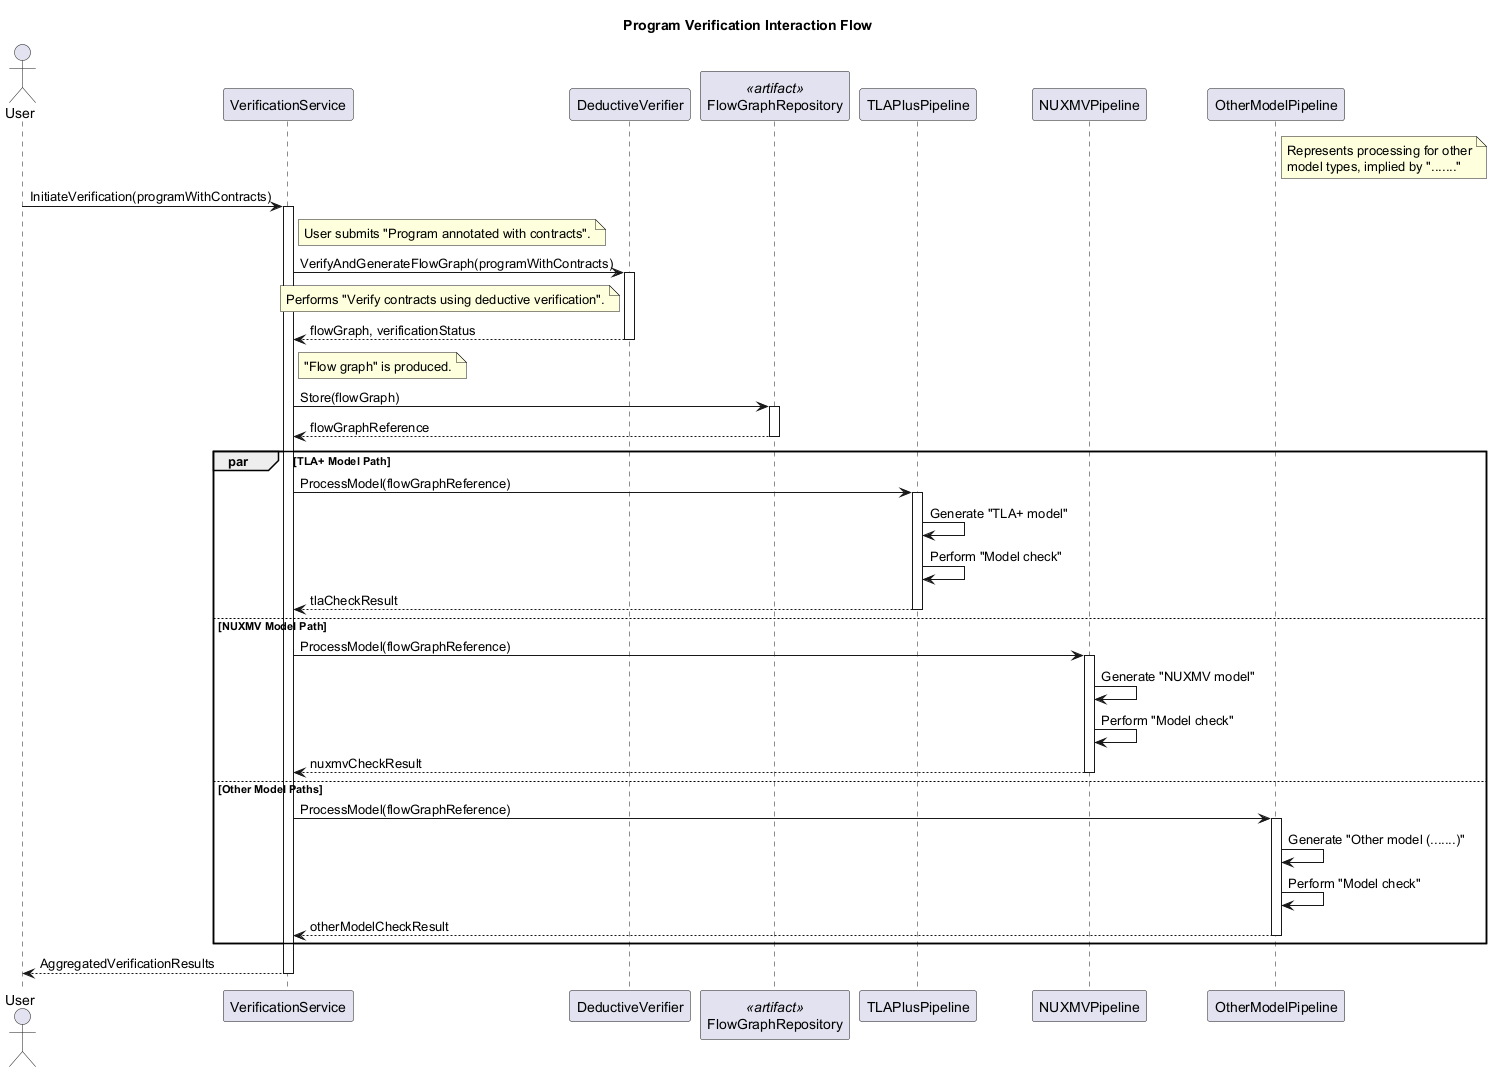 Program Verification Interaction Flow
User
VerificationService
DeductiveVerifier
«artifact»
FlowGraphRepository
TLAPlusPipeline
NUXMVPipeline
OtherModelPipeline
Represents processing for other
model types, implied by "......."
InitiateVerification(programWithContracts)
User submits "Program annotated with contracts".
VerifyAndGenerateFlowGraph(programWithContracts)
Performs "Verify contracts using deductive verification".
flowGraph, verificationStatus
"Flow graph" is produced.
Store(flowGraph)
flowGraphReference
par [TLA+ Model Path]
ProcessModel(flowGraphReference)
Generate "TLA+ model"
Perform "Model check"
tlaCheckResult
[NUXMV Model Path]
ProcessModel(flowGraphReference)
Generate "NUXMV model"
Perform "Model check"
nuxmvCheckResult
[Other Model Paths]
ProcessModel(flowGraphReference)
Generate "Other model (.......)"
Perform "Model check"
otherModelCheckResult
AggregatedVerificationResults
User
VerificationService
DeductiveVerifier
«artifact»
FlowGraphRepository
TLAPlusPipeline
NUXMVPipeline
OtherModelPipeline